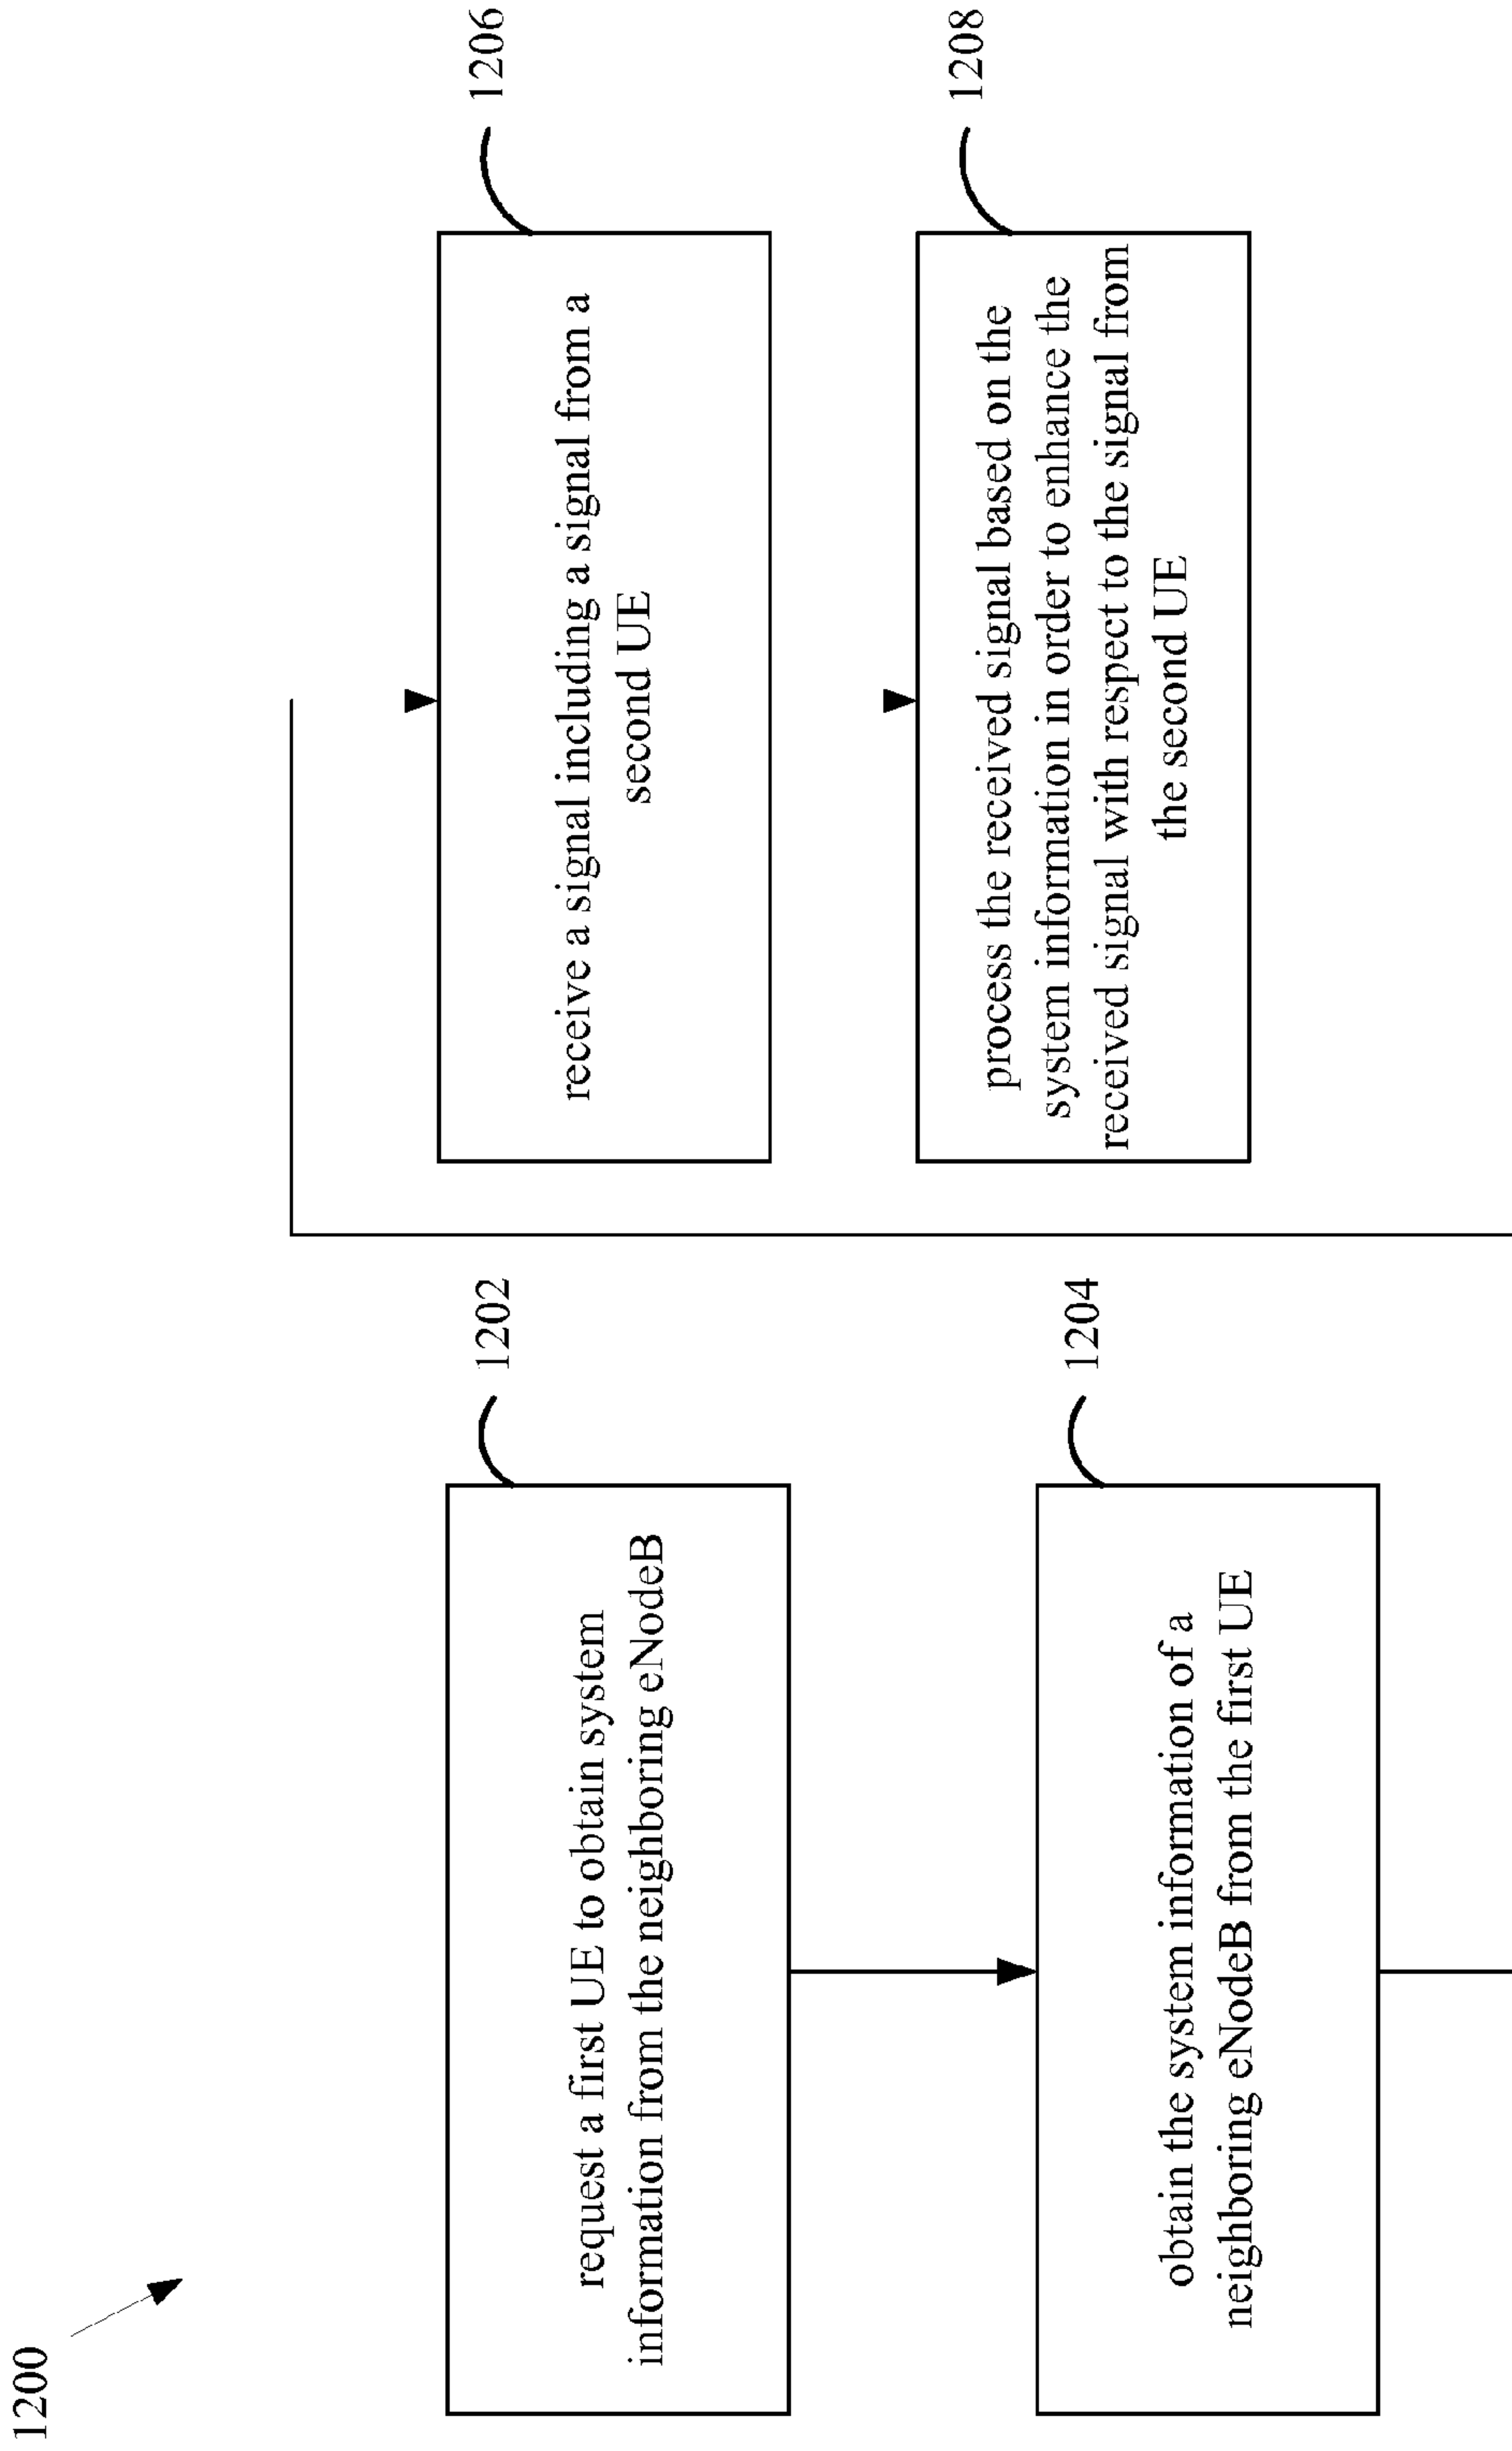 1200
1202
request a first UE to obtain system
information from the neighboring eNodeB
1204
obtain the system information of a
neighboring eNodeB from the first UE
1206
receive a signal including a signal from a
second UE
1208
process the received signal based on the
system information in order to enhance the
received signal with respect to the signal from
the second UE